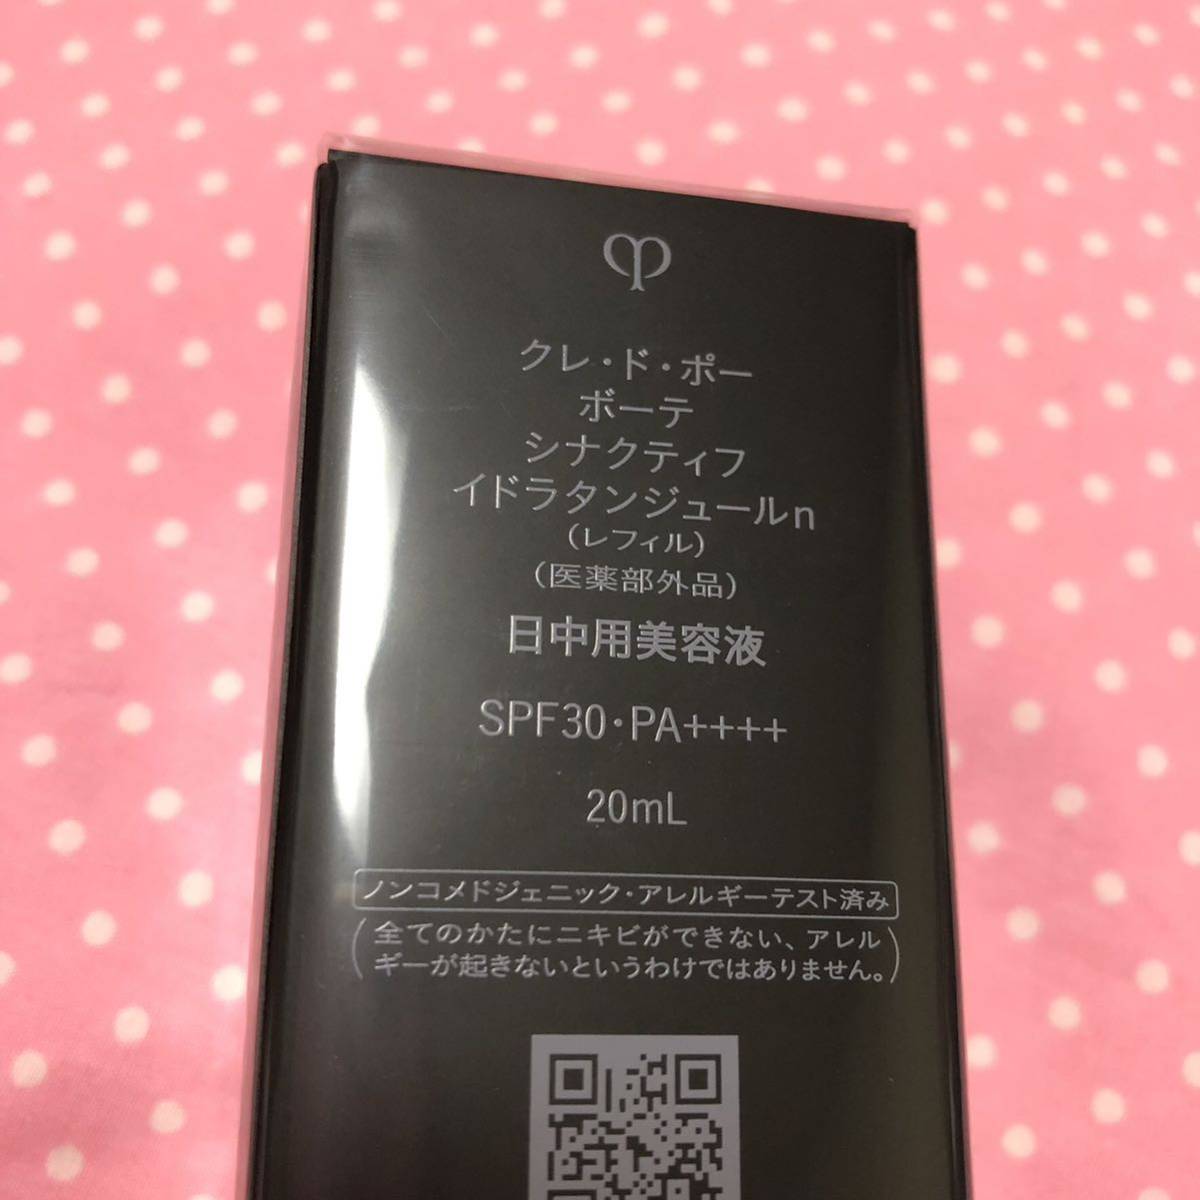 クレ・ド・ポー
ボーテ
シナクティフ
イドラタンジュールn
（レフィル）
（医薬部外品）
日中用美容液
SPF30・PA++++
20mL
ノンコメドジェニック・アレルギーテスト済み
（全てのかたにニキビができない、アレル
ギーが起きないというわけではありません。）